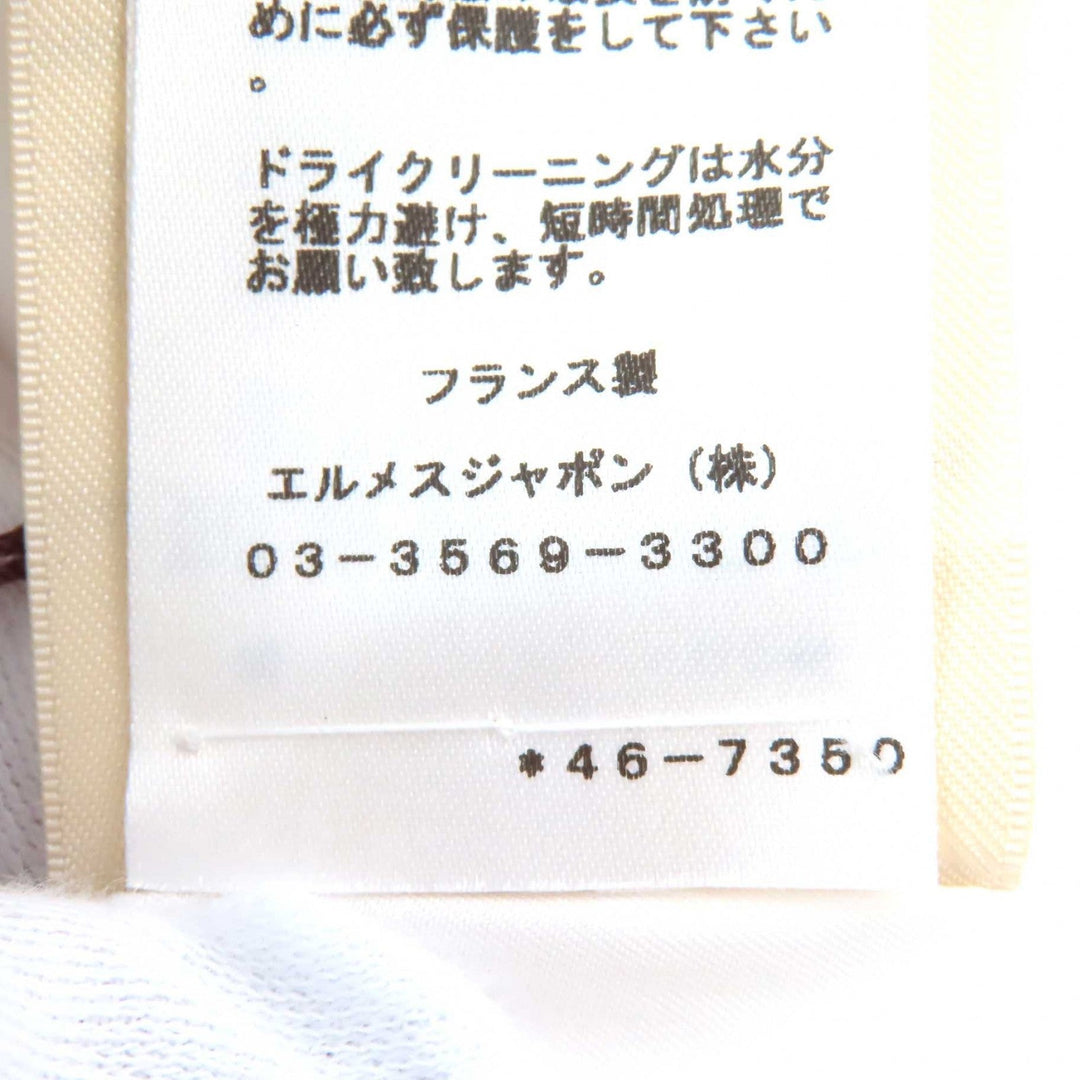 めに必ず保護をして下さい
。
ドライクリーニングは水分
を極力避け、短時間処理で
お願い致します。
フランス製
エルメスジャポン(株)
03-3569-3300
*46-7350